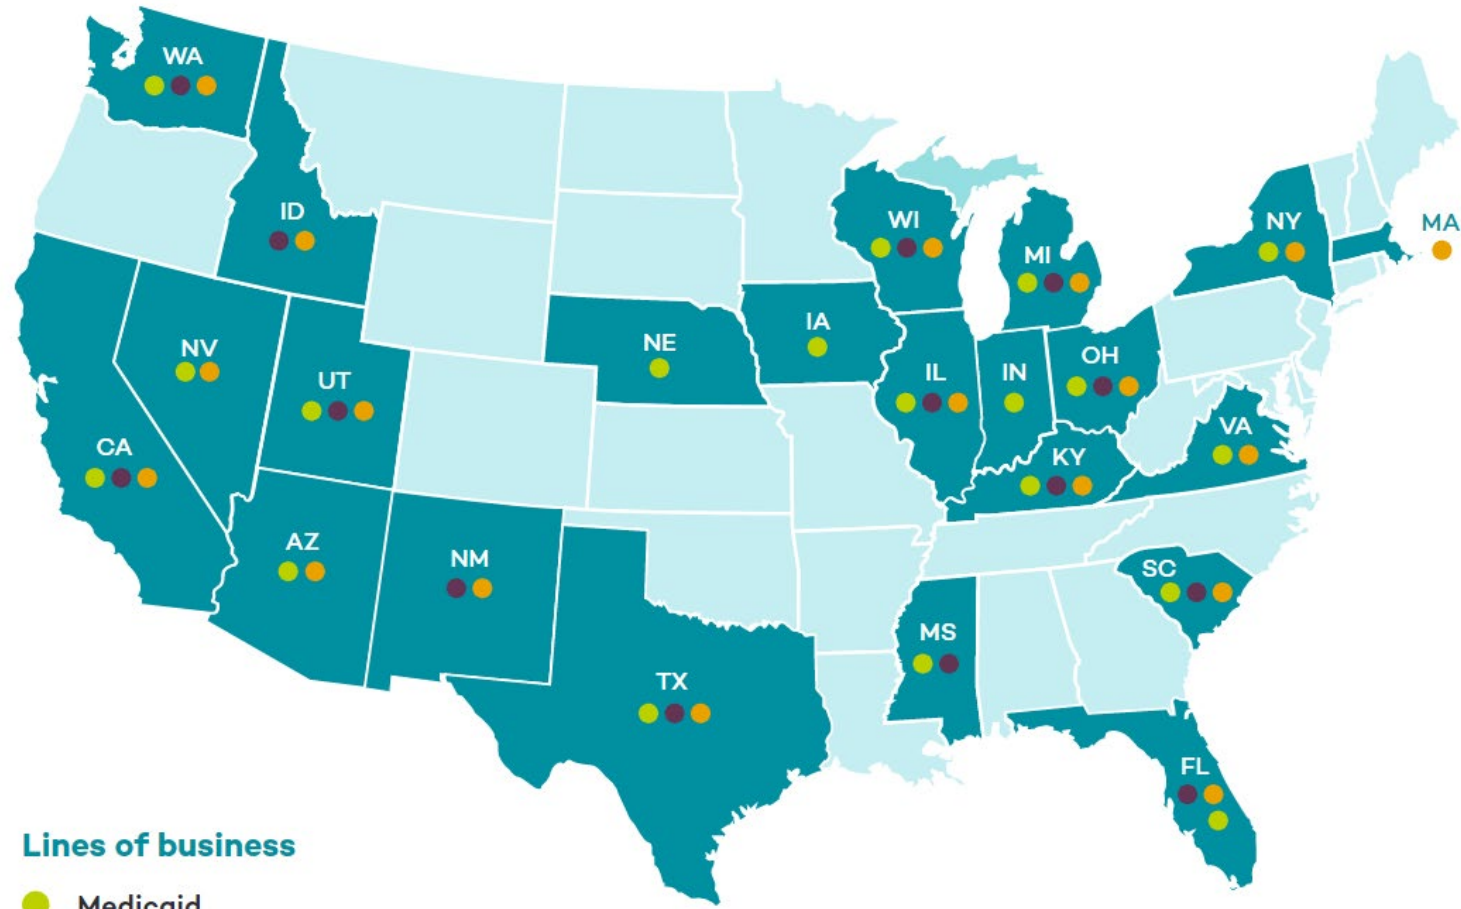 WA
ID
WI
NY
MA
MI
IA
NV
NE
OH
UT
IL
IN
VA
CA
KY
AZ
NM
SC
MS
TX
FL
Lines of business
Medicaid